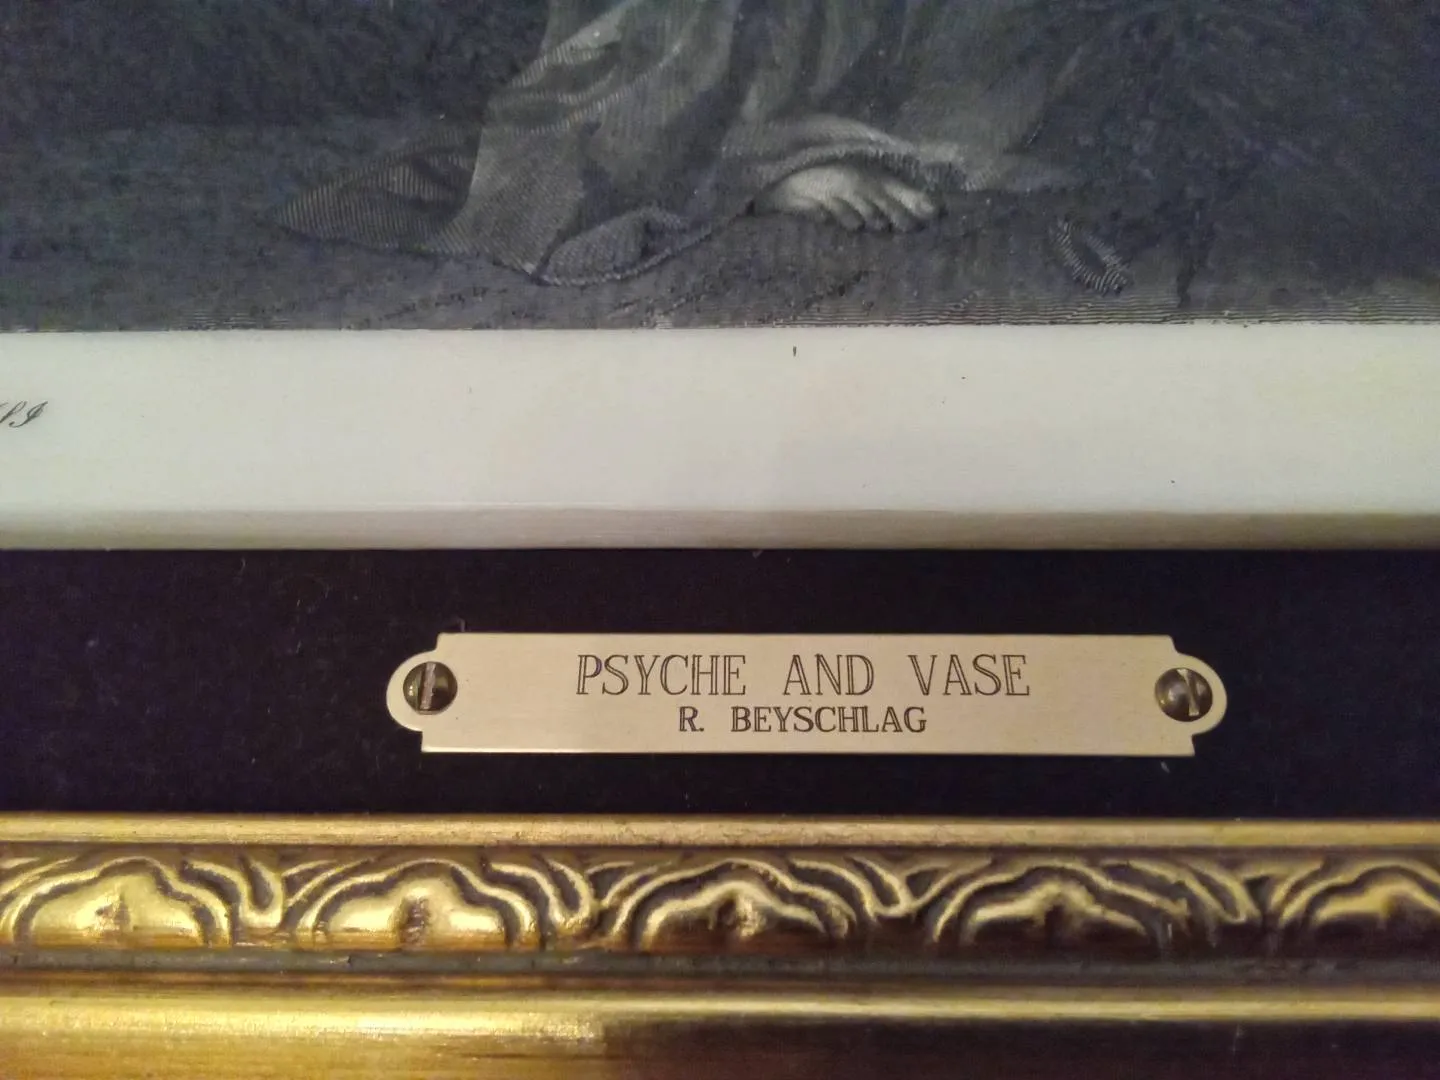 PSYCHE AND VASE
R. BEYSCHLAG